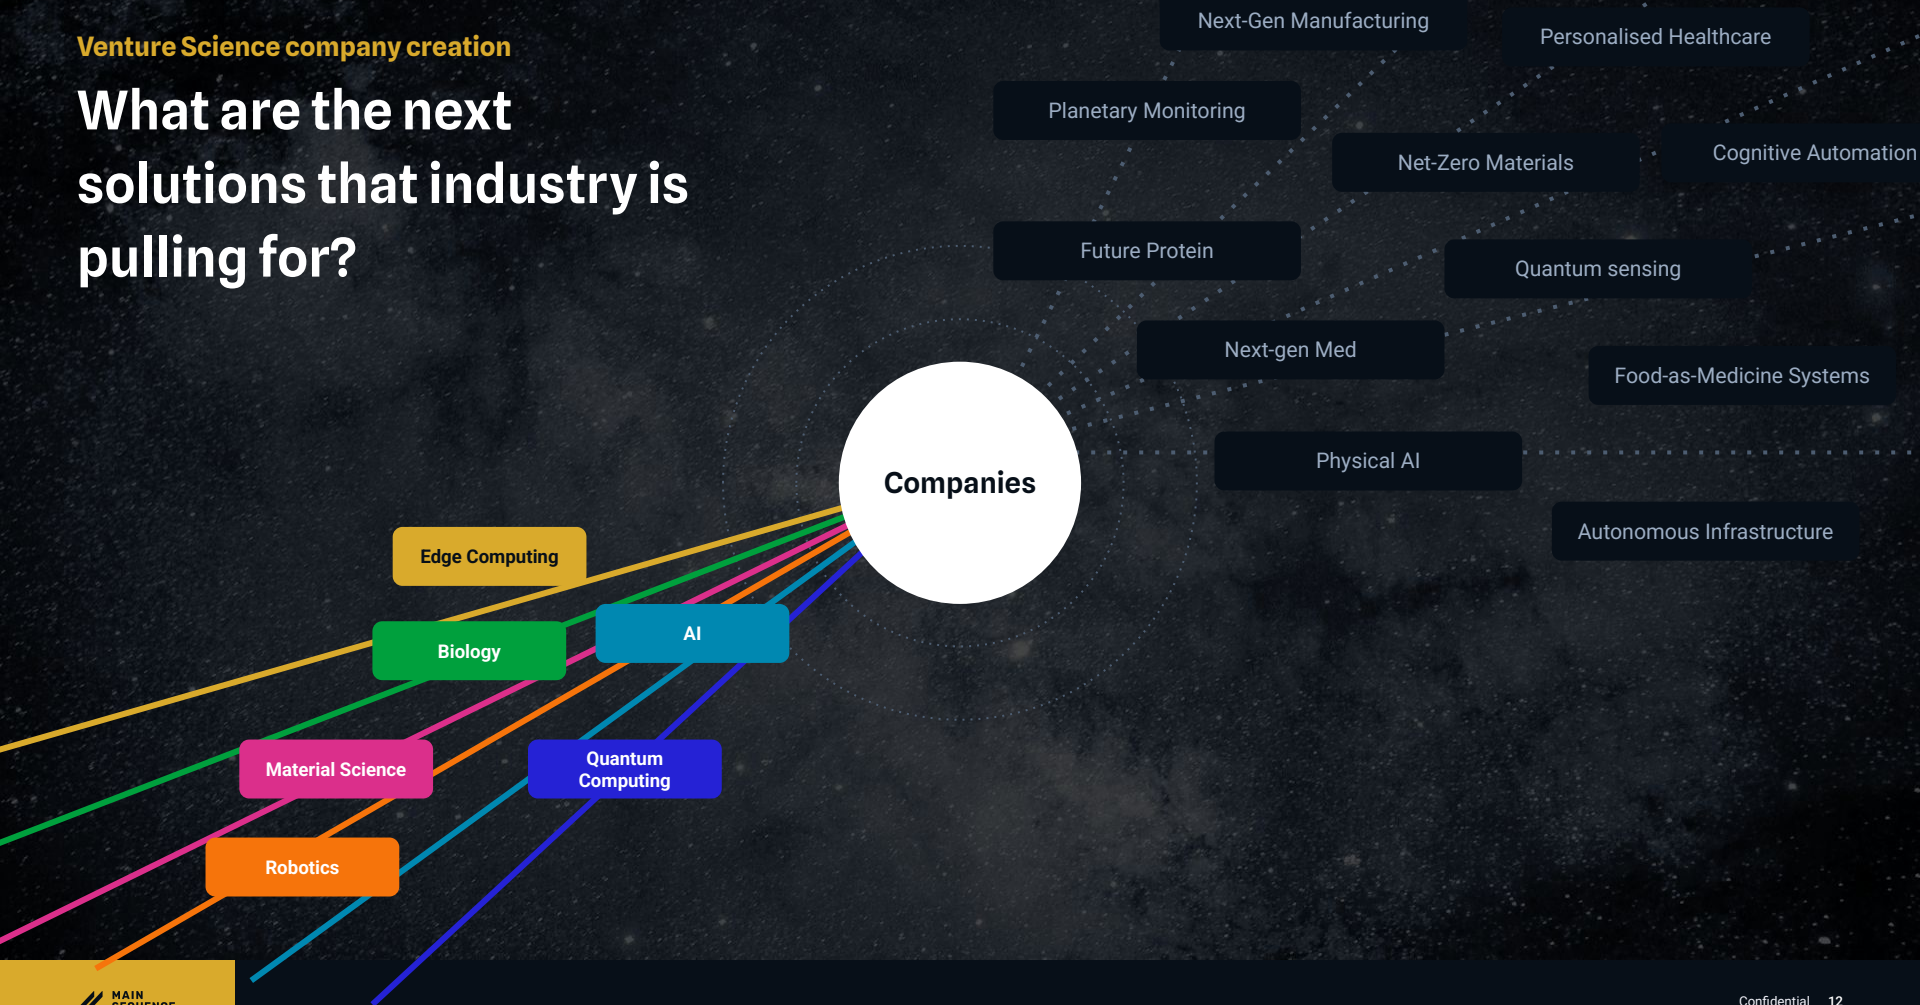 Venture Science company creation
What are the next
solutions that industry is
pulling for?
Next-Gen Manufacturing
Personalised Healthcare
Planetary Monitoring
Net-Zero Materials
Cognitive Automation
Future Protein
Quantum sensing
Next-gen Med
Food-as-Medicine Systems
Physical AI
Autonomous Infrastructure
Companies
Edge Computing
Biology
AI
Material Science
Quantum
Computing
Robotics
MAIN
SEQUENCE
Confidential 12